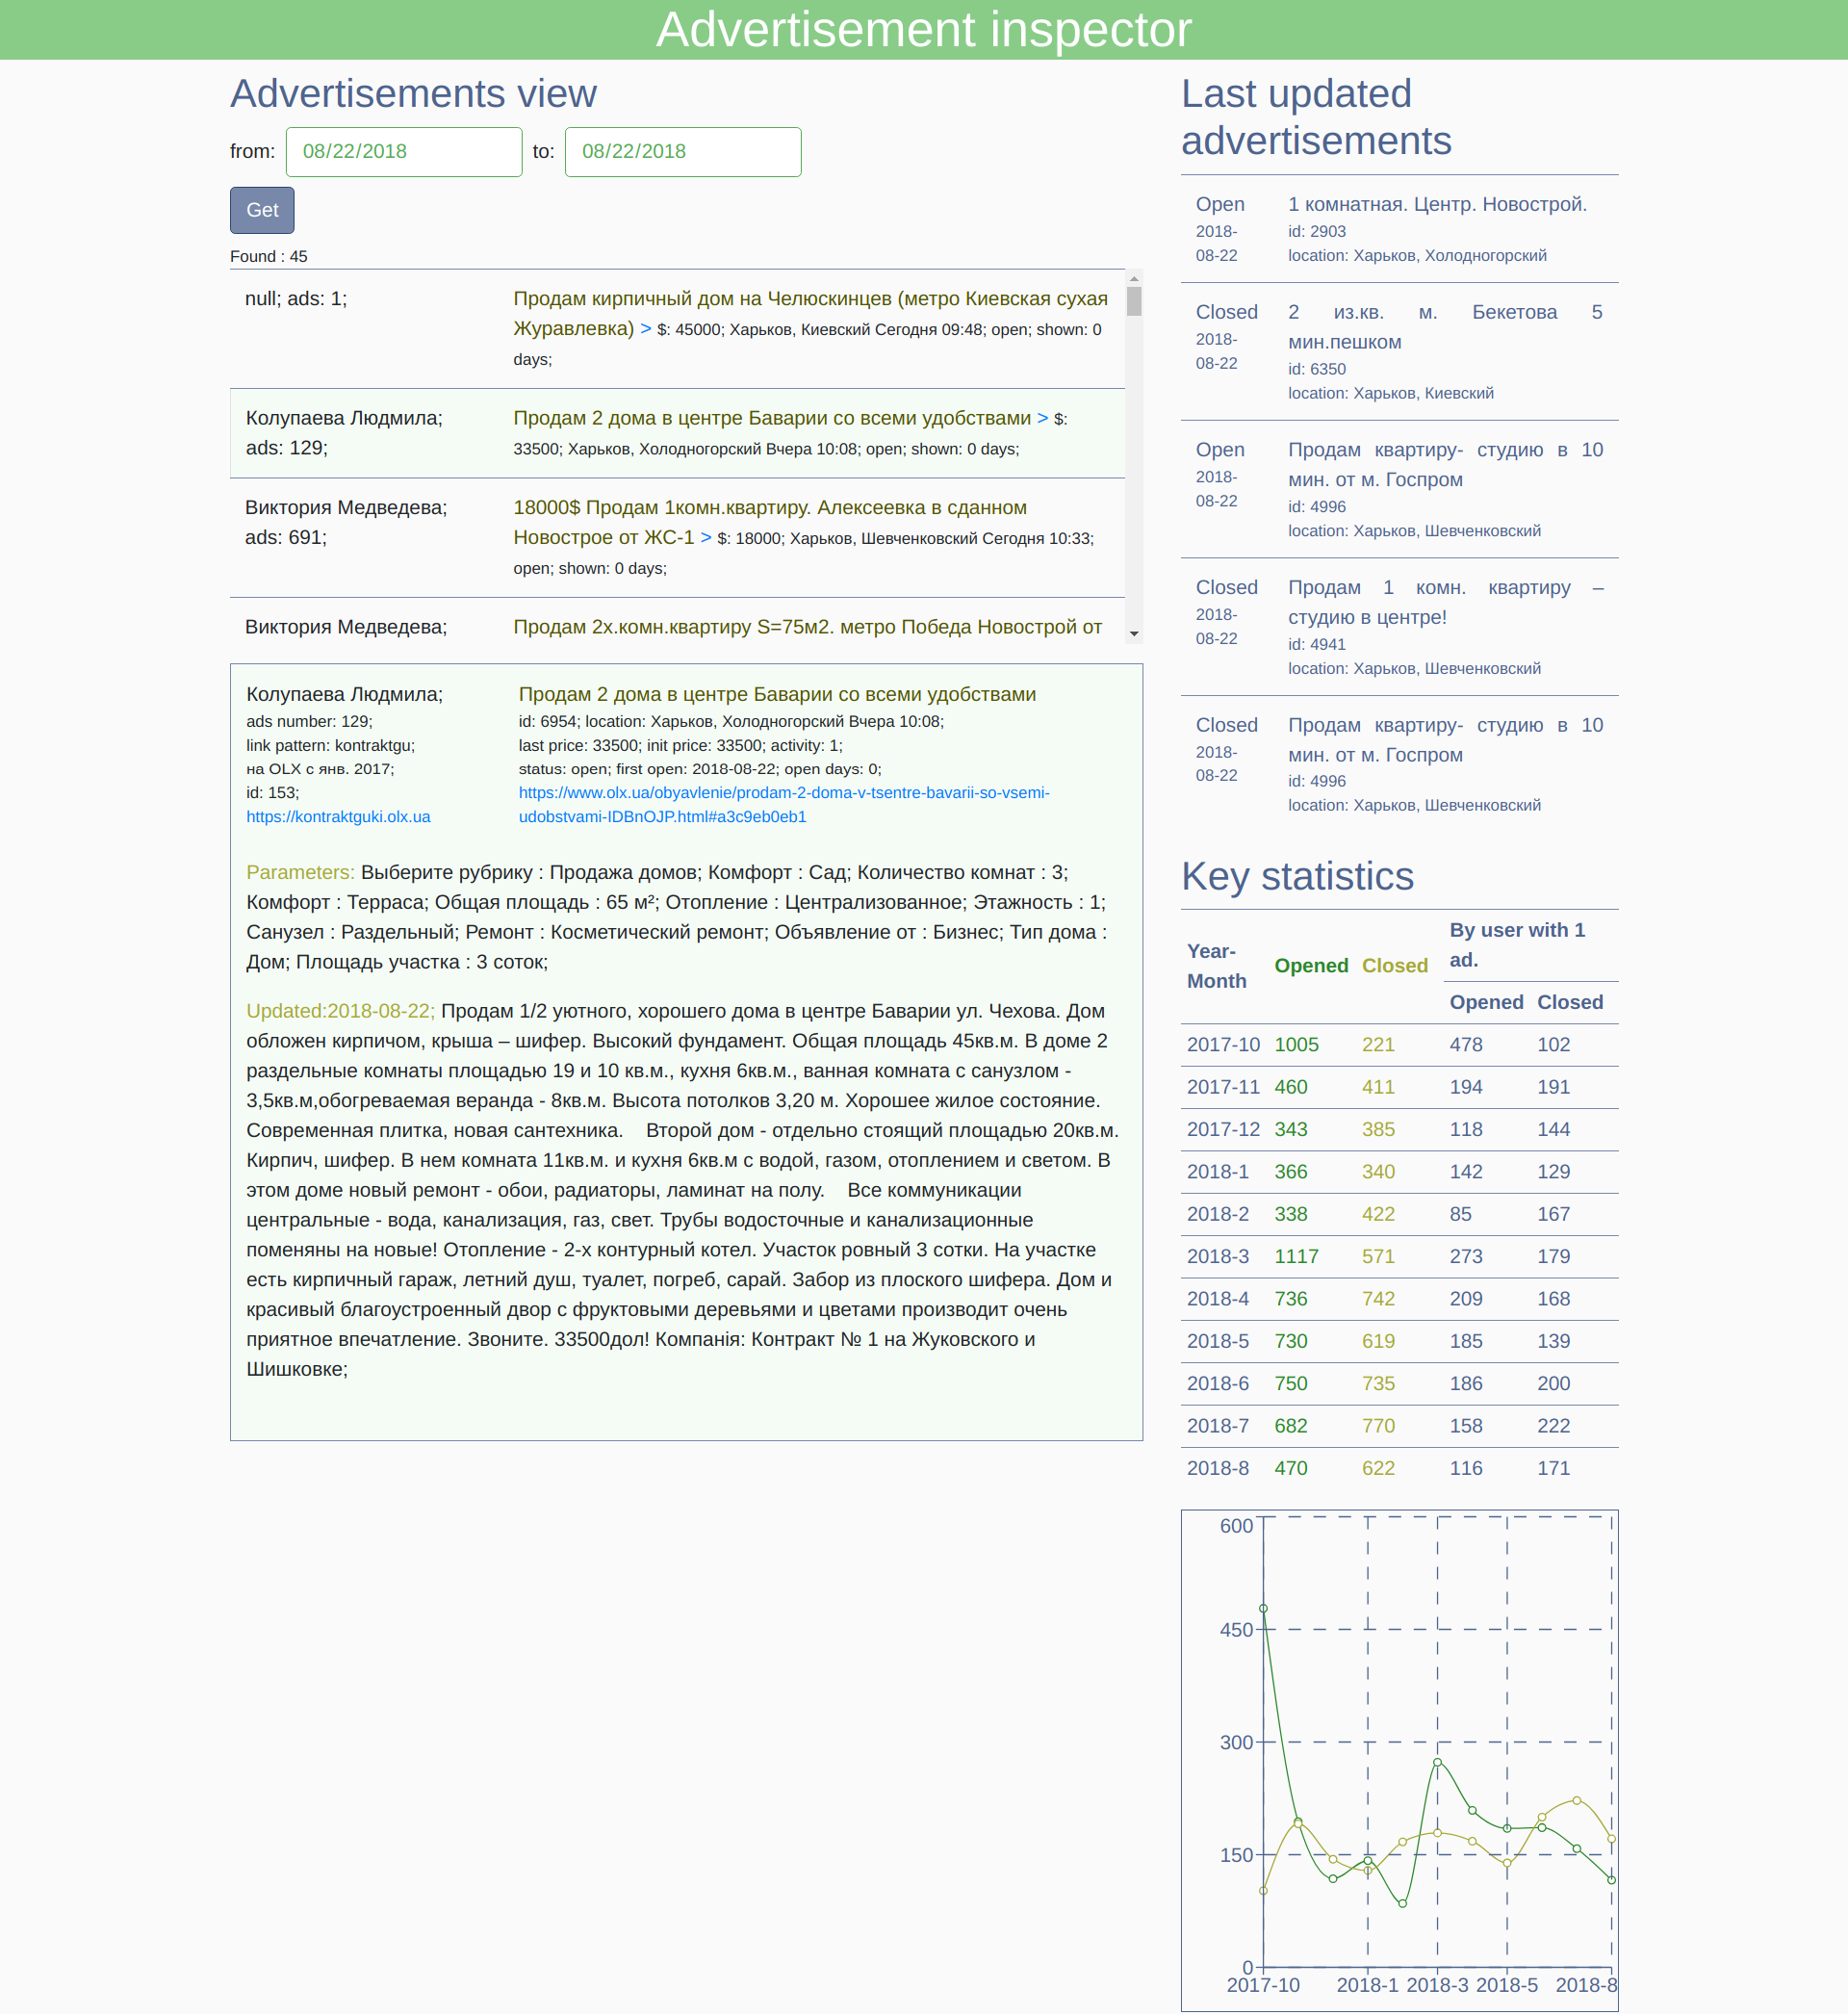 Advertisement inspector
Advertisements view
from: 08/22/2018 to: 08/22/2018
Get
Found : 45
null; ads: 1;
Продам кирпичный дом на Челюскинцев (метро Киевская сухая
Журавлевка) > $: 45000; Харьков, Киевский Сегодня 09:48; open; shown: 0
days;
Колупаева Людмила;
ads: 129;
Продам 2 дома в центре Баварии со всеми удобствами > $:
33500; Харьков, Холодногорский Вчера 10:08; open; shown: 0 days;
Виктория Медведева;
ads: 691;
18000$ Продам 1комн.квартиру. Алексеевка в сданном
Новострое от ЖС-1 > $: 18000; Харьков, Шевченковский Сегодня 10:33;
open; shown: 0 days;
Виктория Медведева;
Продам 2х.комн.квартиру S=75м2. метро Победа Новострой от
Колупаева Людмила;
ads number: 129;
link pattern: kontraktgu;
на OLX с янв. 2017;
id: 153;
https://kontraktguki.olx.ua
Продам 2 дома в центре Баварии со всеми удобствами
id: 6954; location: Харьков, Холодногорский Вчера 10:08;
last price: 33500; init price: 33500; activity: 1;
status: open; first open: 2018-08-22; open days: 0;
https://www.olx.ua/obyavlenie/prodam-2-doma-v-tsentre-bavarii-so-vsemi-
udobstvami-IDBnOJP.html#a3c9eb0eb1
Parameters: Выберите рубрику : Продажа домов; Комфорт : Сад; Количество комнат : 3;
Комфорт : Терраса; Общая площадь : 65 м²; Отопление : Централизованное; Этажность : 1;
Санузел : Раздельный; Ремонт : Косметический ремонт; Объявление от : Бизнес; Тип дома :
Дом; Площадь участка : 3 соток;
Updated:2018-08-22; Продам 1/2 уютного, хорошего дома в центре Баварии ул. Чехова. Дом
обложен кирпичом, крыша – шифер. Высокий фундамент. Общая площадь 45кв.м. В доме 2
раздельные комнаты площадью 19 и 10 кв.м., кухня 6кв.м., ванная комната с санузлом -
3,5кв.м,обогреваемая веранда - 8кв.м. Высота потолков 3,20 м. Хорошее жилое состояние.
Современная плитка, новая сантехника. Второй дом - отдельно стоящий площадью 20кв.м.
Кирпич, шифер. В нем комната 11кв.м. и кухня 6кв.м с водой, газом, отоплением и светом. В
этом доме новый ремонт - обои, радиаторы, ламинат на полу. Все коммуникации
центральные - вода, канализация, газ, свет. Трубы водосточные и канализационные
поменяны на новые! Отопление - 2-х контурный котел. Участок ровный 3 сотки. На участке
есть кирпичный гараж, летний душ, туалет, погреб, сарай. Забор из плоского шифера. Дом и
красивый благоустроенный двор с фруктовыми деревьями и цветами производит очень
приятное впечатление. Звоните. 33500дол! Компанія: Контракт № 1 на Жуковского и
Шишковке;
Last updated
advertisements
Open
2018-
08-22
1 комнатная. Центр. Новострой.
id: 2903
location: Харьков, Холодногорский
Closed
2018-
08-22
2 из.кв. м. Бекетова 5
мин.пешком
id: 6350
location: Харьков, Киевский
Open
2018-
08-22
Продам квартиру- студию в 10
мин. от м. Госпром
id: 4996
location: Харьков, Шевченковский
Closed
2018-
08-22
Продам 1 комн. квартиру –
студию в центре!
id: 4941
location: Харьков, Шевченковский
Closed
2018-
08-22
Продам квартиру- студию в 10
мин. от м. Госпром
id: 4996
location: Харьков, Шевченковский
Key statistics
Year-
Month
Opened Closed
By user with 1
ad.
Opened Closed
2017-10 1005 221 478 102
2017-11 460 411 194 191
2017-12 343 385 118 144
2018-1 366 340 142 129
2018-2 338 422 85 167
2018-3 1117 571 273 179
2018-4 736 742 209 168
2018-5 730 619 185 139
2018-6 750 735 186 200
2018-7 682 770 158 222
2018-8 470 622 116 171
600
450
300
150
0
2017-10 2018-1 2018-3 2018-5 2018-8